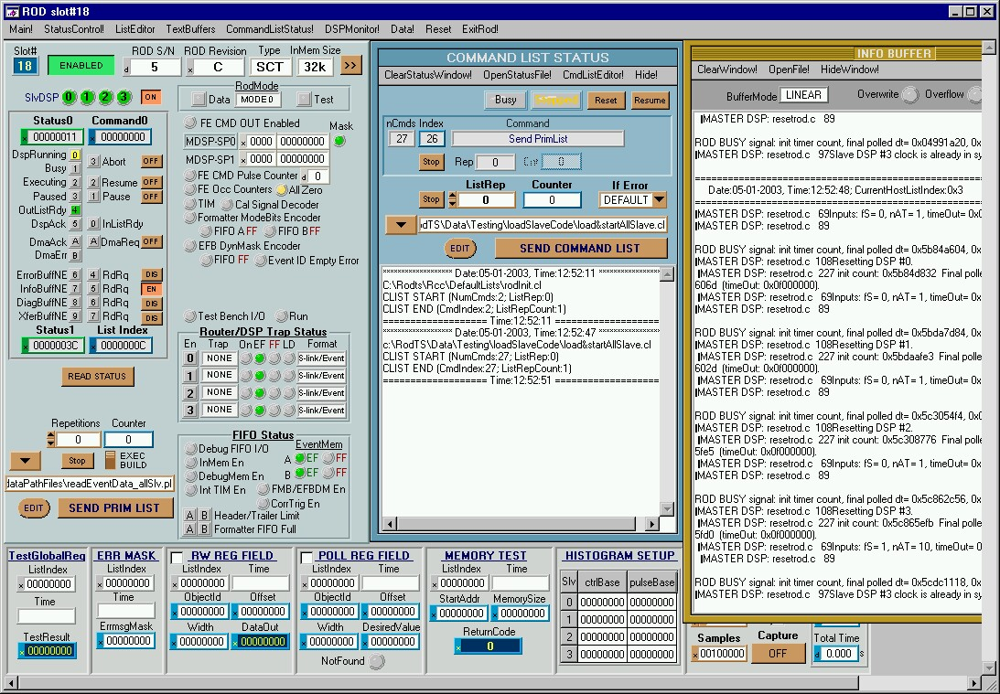 ROD slot#18
Main! StatusControl! ListEditor TextBuffers CommandListStatus! DSPMonitor! Data! Reset ExitRod!
Slot# ROD S/N ROD Revision Type InMem Size
18 ENABLED d 5 x C SCT 32k >>
RodMode
Data MODE 0 Test
SlvDSP 0 1 2 3 ON
Status0 Command0
x 00000011 x 00000000
DspRunning 0
Busy 1 3 Abort OFF
Executing 2 2 Resume OFF
Paused 3 1 Pause OFF
OutListRdy 4
DspAck 5 0 InListRdy
DmaAck A A DmaReq OFF
DmaErr B
ErrorBuffNE 6 4 RdRq DIS
InfoBuffNE 7 5 RdRq EN
DiagBuffNE 8 6 RdRq DIS
XferBuffNE 9 7 RdRq DIS
Status1 List Index
x 0000003C x 0000000C
READ STATUS
Repetitions Counter
0 0
Stop EXEC BUILD
dataPathFiles\readEventData_allSlv.pl
EDIT SEND PRIM LIST
FE CMD OUT Enabled Mask
MDSP-SP0 x 0000 00000000
MDSP-SP1 x 0000 00000000
FE CMD Pulse Counter d 0
FE Occ Counters All Zero
TIM Cal Signal Decoder
Formatter ModeBits Encoder
FIFO A FF FIFO B FF
EFB DynMask Encoder
FIFO FF Event ID Empty Error
Test Bench I/O Run
Router/DSP Trap Status
En Trap On EF FF LD Format
0 NONE S-link/Event
1 NONE S-link/Event
2 NONE S-link/Event
3 NONE S-link/Event
FIFO Status
Debug FIFO I/O EventMem
InMem En A EF FF
DebugMem En B EF FF
Int TIM En FMB/EFBDM En
CorrTrig En
A B Header/Trailer Limit
A B Formatter FIFO Full
COMMAND LIST STATUS
ClearStatusWindow! OpenStatusFile! CmdListEditor! Hide!
Busy Reset Resume
nCmds Index Command
27 26 Send PrimList
Stop Rep 0 0
ListRep Counter If Error
Stop 0 0 DEFAULT
dTS\Data\Testing\loadSlaveCode\load&startAllSlave.cl
EDIT SEND COMMAND LIST
****************** Date:05-01-2003, Time:12:52:11 ******************
C:\Rodts\Rcc\DefaultLists\rodInit.cl
CLIST START (NumCmds:2; ListRep:0)
CLIST END (CmdIndex:2; ListRepCount:1)
=================== Time:12:52:11 ===================
****************** Date:05-01-2003, Time:12:52:47 ******************
c:\RodTS\Data\Testing\loadSlaveCode\load&startAllSlave.cl
CLIST START (NumCmds:27; ListRep:0)
CLIST END (CmdIndex:27; ListRepCount:1)
=================== Time:12:52:51 ===================
INFO BUFFER
ClearWindow! OpenFile! HideWindow!
BufferMode LINEAR Overwrite Overflow
MASTER DSP: resetrod.c 89
ROD BUSY signal: init timer count, final polled dt= 0x04991a20, 0x
MASTER DSP: resetrod.c 97Slave DSP #3 clock is already in sy
Date:05-01-2003, Time:12:52:48; CurrentHostListIndex:0x3
MASTER DSP: resetrod.c 69Inputs: fS= 0, nAT= 1, timeOut= 0x0
MASTER DSP: resetrod.c 89
ROD BUSY signal: init timer count, final polled dt= 0x5b84a604, 0x
MASTER DSP: resetrod.c 108Resetting DSP #0.
MASTER DSP: resetrod.c 227 init count: 0x5b84d832 Final polle
606d (timeOut: 0x0f000000).
MASTER DSP: resetrod.c 69Inputs: fS= 0, nAT= 1, timeOut= 0x
MASTER DSP: resetrod.c 89
ROD BUSY signal: init timer count, final polled dt= 0x5bda7d84, 0x
MASTER DSP: resetrod.c 108Resetting DSP #1.
MASTER DSP: resetrod.c 227 init count: 0x5bdaafe3 Final polle
602d (timeOut: 0x0f000000).
MASTER DSP: resetrod.c 69Inputs: fS= 0, nAT= 1, timeOut= 0x
MASTER DSP: resetrod.c 89
ROD BUSY signal: init timer count, final polled dt= 0x5c3054f4, 0x
MASTER DSP: resetrod.c 108Resetting DSP #2.
MASTER DSP: resetrod.c 227 init count: 0x5c308776 Final polle
5fe5 (timeOut: 0x0f000000).
MASTER DSP: resetrod.c 69Inputs: fS= 0, nAT= 1, timeOut= 0x
MASTER DSP: resetrod.c 89
ROD BUSY signal: init timer count, final polled dt= 0x5c862c56, 0x
MASTER DSP: resetrod.c 108Resetting DSP #3.
MASTER DSP: resetrod.c 227 init count: 0x5c865efb Final polle
5fd0 (timeOut: 0x0f000000).
MASTER DSP: resetrod.c 69Inputs: fS= 1, nAT= 10, timeOut= 0
MASTER DSP: resetrod.c 89
ROD BUSY signal: init timer count, final polled dt= 0x5cdc1118, 0x
MASTER DSP: resetrod.c 97Slave DSP #3 clock is already in sy
TestGlobalReg
ListIndex
x 00000000
Time
TestResult
x 00000000
ERR MASK
ListIndex
x 00000000
Time
ErrmsgMask
x 00000000
RW REG FIELD
ListIndex Time
x 00000000
ObjectId Offset
x 00000000 x 00000000
Width DataOut
x 00000000 x 00000000
POLL REG FIELD
ListIndex Time
x 00000000
ObjectId Offset
x 00000000 x 00000000
Width DesiredValue
x 00000000 x 00000000
NotFound
MEMORY TEST
ListIndex Time
x 00000000
StartAddr MemorySize
x 00000000 x 00000000
ReturnCode
x 0
HISTOGRAM SETUP
Slv ctrlBase pulseBase
0 00000000 00000000
1 00000000 00000000
2 00000000 00000000
3 00000000 00000000
Samples Capture Total Time
x 00100000 OFF d 0.000 s